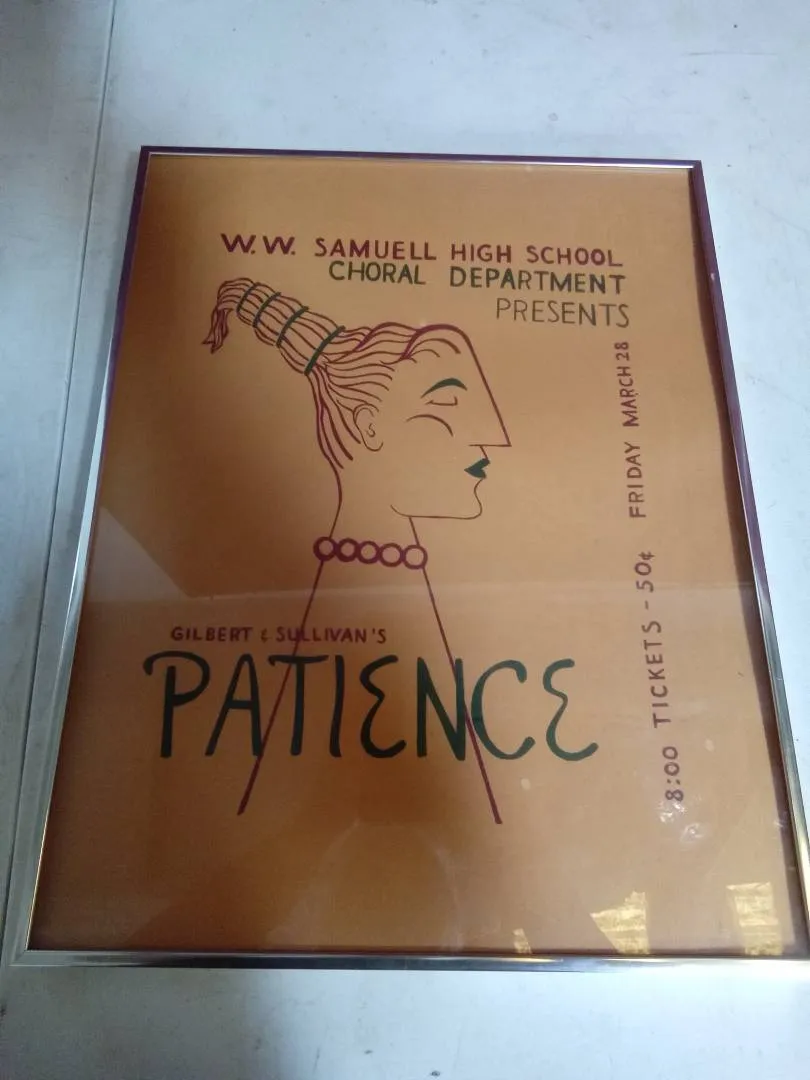 W.W. SAMUELL HIGH SCHOOL
CHORAL DEPARTMENT
PRESENTS
GILBERT & SULLIVAN'S
PATIENCE
8:00 TICKETS - 50¢ FRIDAY MARCH 28